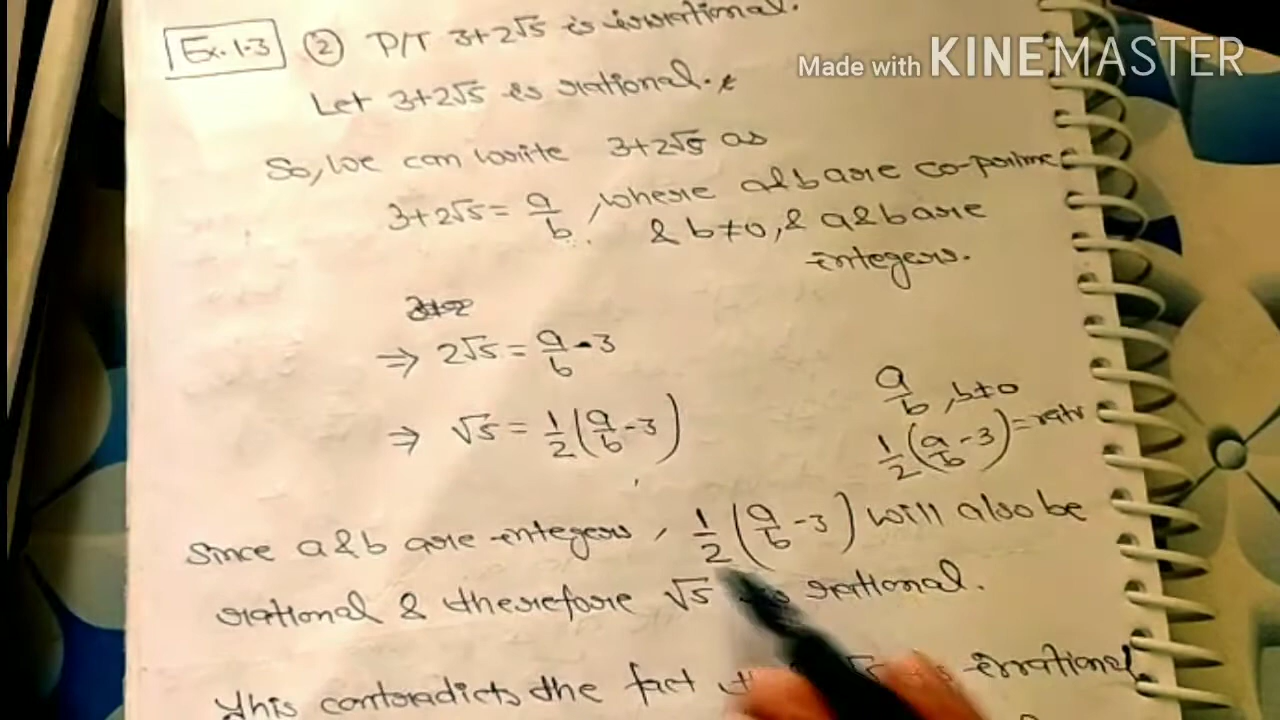 Made with KINEMASTER
Ex. 1.3 (2) P/T 3+2√5 is irrational.
Let 3+2√5 is rational.
So, we can write 3+2√5 as
3+2√5 = a/b, where a & b are co-prime
& b≠0, & a & b are
integers.
⇒ 2√5 = a/b - 3
⇒ √5 = 1/2 (a/b - 3)
a/b, b≠0
1/2 (a/b - 3) = ratr
Since a & b are integers, 1/2 (a/b - 3) will also be
rational & therefore √5 is rational.
This contradicts the fact is irrational.